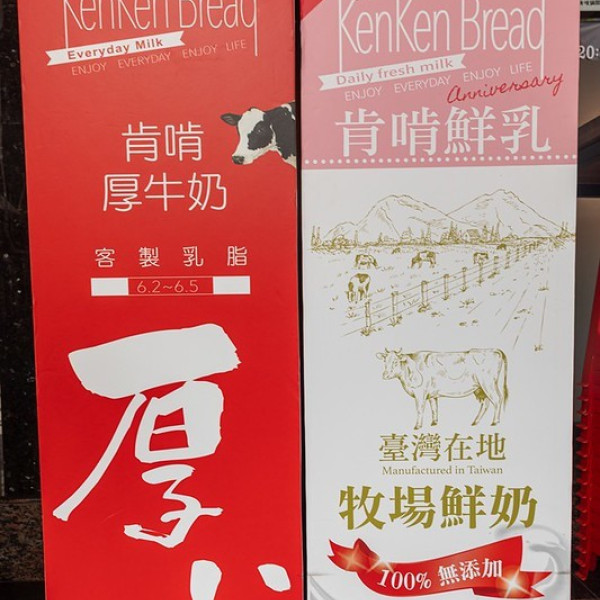 KenKen Bread
Everyday Milk
ENJOY EVERYDAY ENJOY LIFE
肯啃
厚牛奶
客製乳脂
6.2~6.5
厚
KenKen Bread
Daily fresh milk
ENJOY EVERYDAY ENJOY LIFE
Anniversary
肯啃鮮乳
臺灣在地
Manufactured in Taiwan
牧場鮮奶
100% 無添加
20: